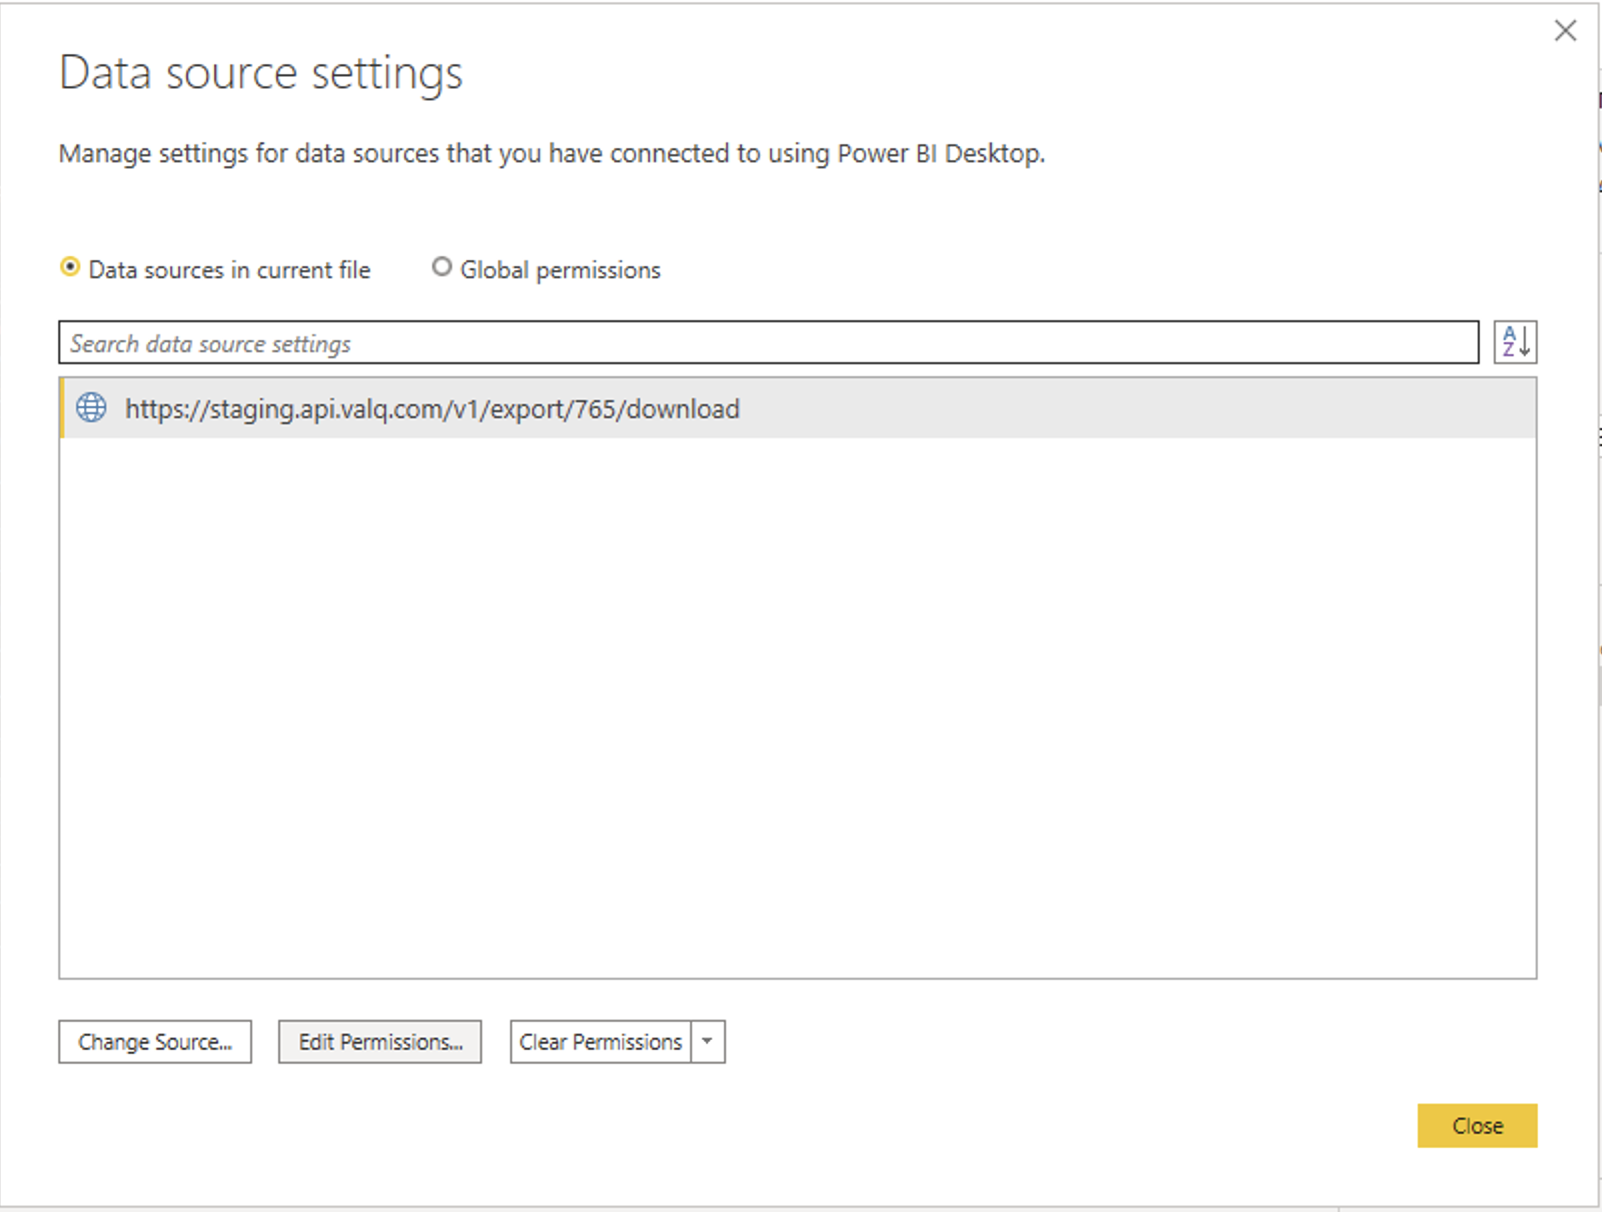 Data source settings
Manage settings for data sources that you have connected to using Power BI Desktop.
Data sources in current file Global permissions
Search data source settings
A
Z
https://staging.api.valq.com/v1/export/765/download
Change Source... Edit Permissions... Clear Permissions
Close